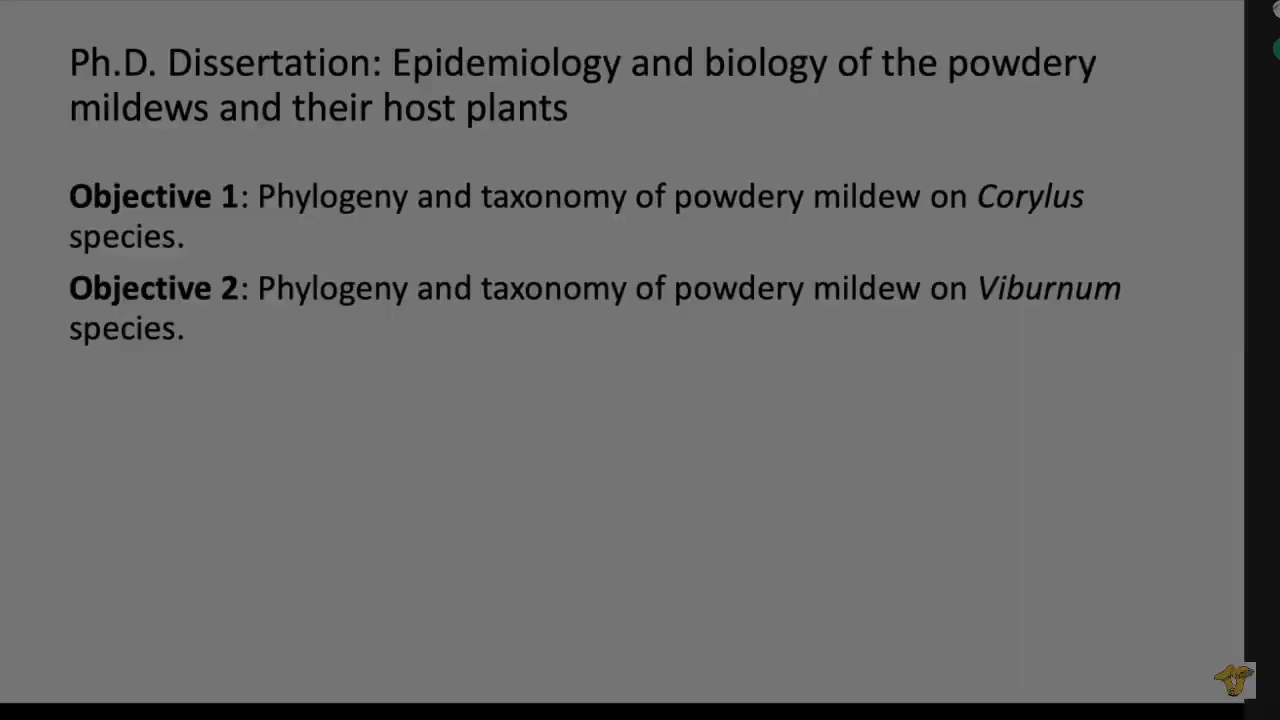 Ph.D. Dissertation: Epidemiology and biology of the powdery
mildews and their host plants
Objective 1: Phylogeny and taxonomy of powdery mildew on Corylus
species.
Objective 2: Phylogeny and taxonomy of powdery mildew on Viburnum
species.